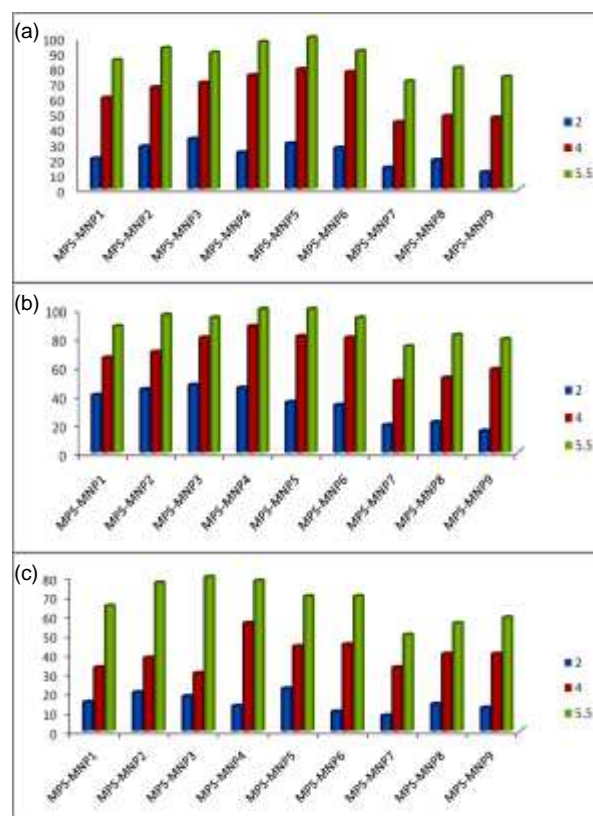 (a)
100
90
80
70
60
50
40
30
20
10
0
MPS-MNP1
MPS-MNP2
MPS-MNP3
MPS-MNP4
MPS-MNP5
MPS-MNP6
MPS-MNP7
MPS-MNP8
MPS-MNP9
2
4
5.5
(b)
100
80
60
40
20
0
MPS-MNP1
MPS-MNP2
MPS-MNP3
MPS-MNP4
MPS-MNP5
MPS-MNP6
MPS-MNP7
MPS-MNP8
MPS-MNP9
2
4
5.5
(c)
80
70
60
50
40
30
20
10
0
MPS-MNP1
MPS-MNP2
MPS-MNP3
MPS-MNP4
MPS-MNP5
MPS-MNP6
MPS-MNP7
MPS-MNP8
MPS-MNP9
2
4
5.5